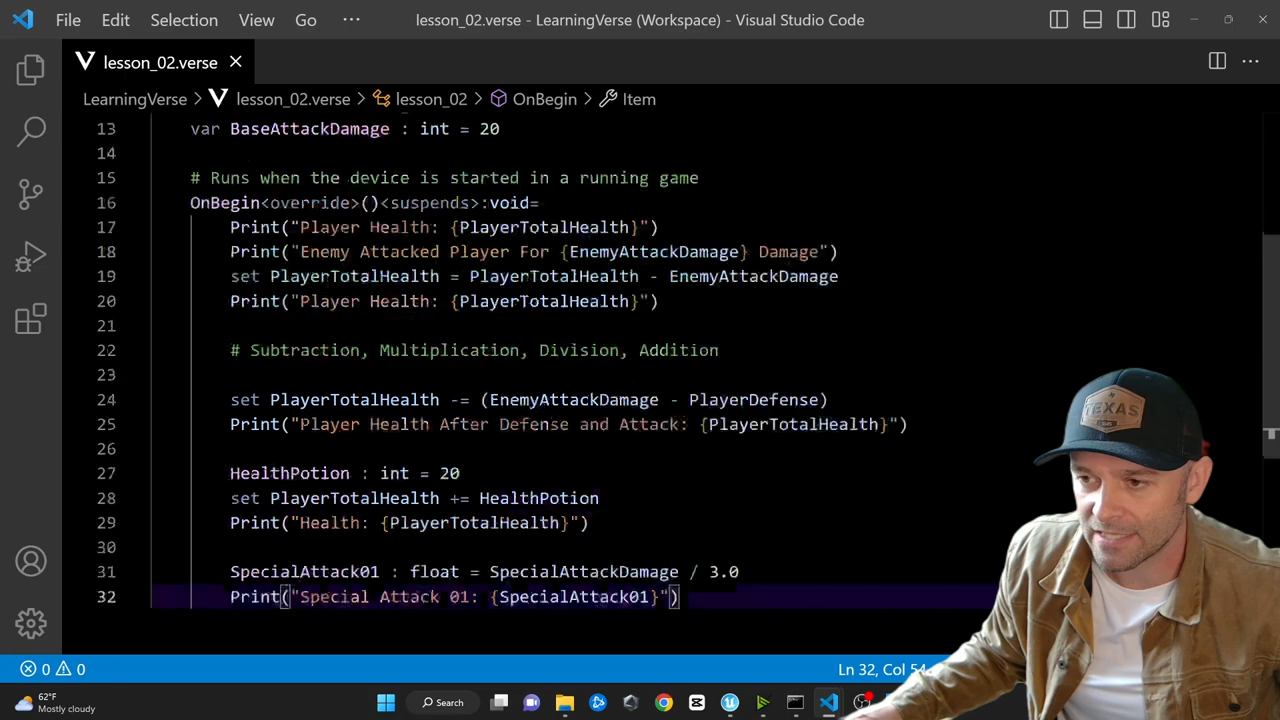 File Edit Selection View Go ··· lesson_02.verse - LearningVerse (Workspace) - Visual Studio Code
lesson_02.verse
LearningVerse > lesson_02.verse > lesson_02 > OnBegin > Item
13 var BaseAttackDamage : int = 20
14
15 # Runs when the device is started in a running game
16 OnBegin<override>()<suspends>:void=
17 Print("Player Health: {PlayerTotalHealth}")
18 Print("Enemy Attacked Player For {EnemyAttackDamage} Damage")
19 set PlayerTotalHealth = PlayerTotalHealth - EnemyAttackDamage
20 Print("Player Health: {PlayerTotalHealth}")
21
22 # Subtraction, Multiplication, Division, Addition
23
24 set PlayerTotalHealth -= (EnemyAttackDamage - PlayerDefense)
25 Print("Player Health After Defense and Attack: {PlayerTotalHealth}")
26
27 HealthPotion : int = 20
28 set PlayerTotalHealth += HealthPotion
29 Print("Health: {PlayerTotalHealth}")
30
31 SpecialAttack01 : float = SpecialAttackDamage / 3.0
32 Print("Special Attack 01: {SpecialAttack01}")
TEXAS
0 0 Ln 32, Col 54
62°F
Mostly cloudy
Search